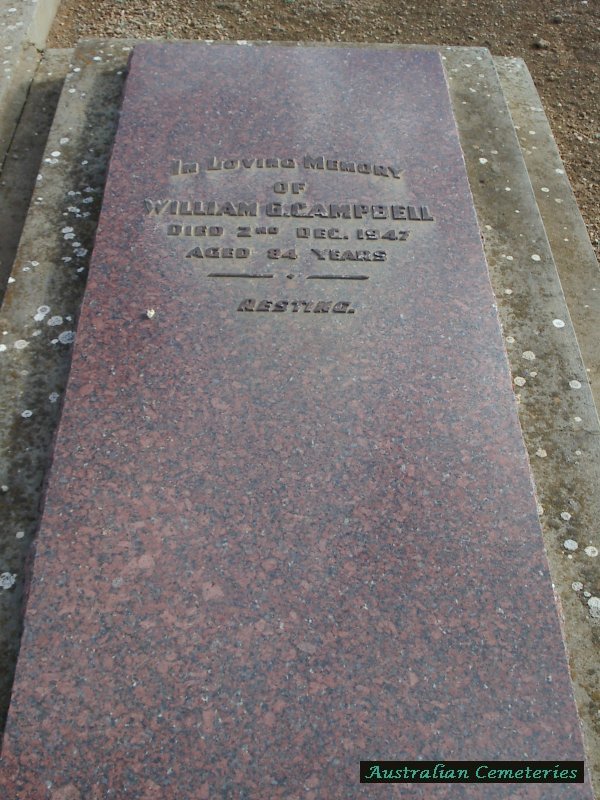 In Loving Memory
OF
WILLIAM G. CAMPBELL
DIED 2ND DEC. 1947
AGED 84 YEARS
RESTING.
Australian Cemeteries